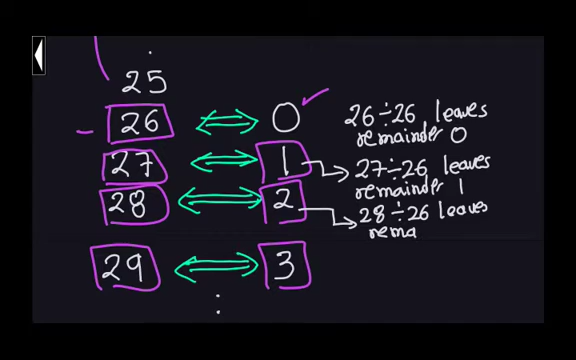 25
26 ⟺ 0 26÷26 leaves
remainder 0
27 ⟺ 1 27÷26 leaves
remainder 1
28 ⟺ 2 28÷26 leaves
rema
29 ⟺ 3